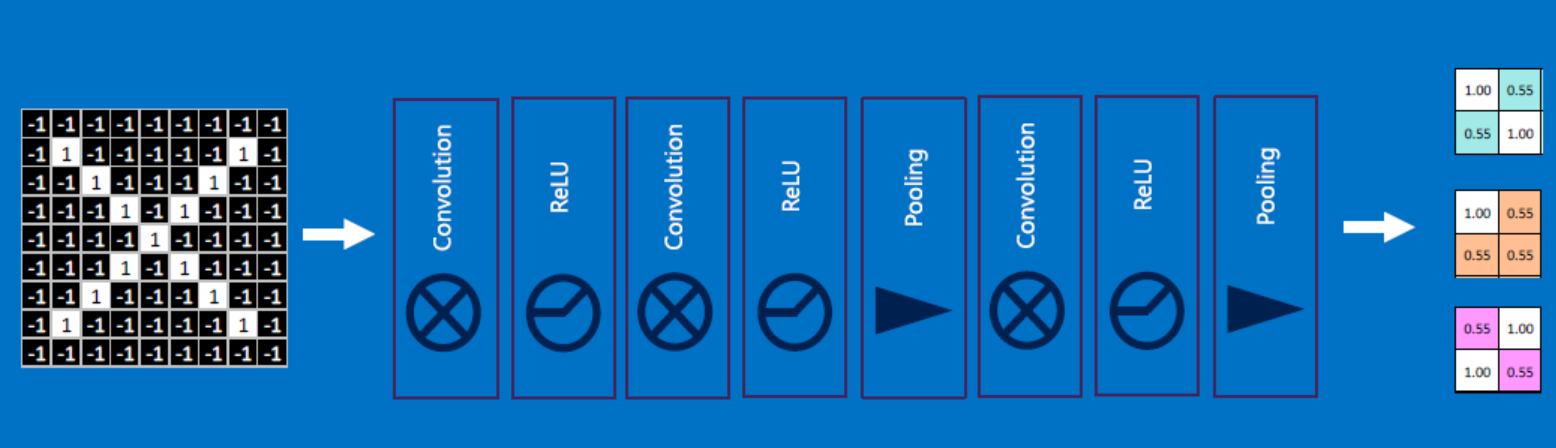 -1 -1 -1 -1 -1 -1 -1 -1 -1
-1 1 -1 -1 -1 -1 -1 1 -1
-1 -1 1 -1 -1 -1 1 -1 -1
-1 -1 -1 1 -1 1 -1 -1 -1
-1 -1 -1 -1 1 -1 -1 -1 -1
-1 -1 -1 1 -1 1 -1 -1 -1
-1 -1 1 -1 -1 -1 1 -1 -1
-1 1 -1 -1 -1 -1 -1 1 -1
-1 -1 -1 -1 -1 -1 -1 -1 -1
Convolution
ReLU
Convolution
ReLU
Pooling
Convolution
ReLU
Pooling
1.00 0.55
0.55 1.00
1.00 0.55
0.55 0.55
0.55 1.00
1.00 0.55